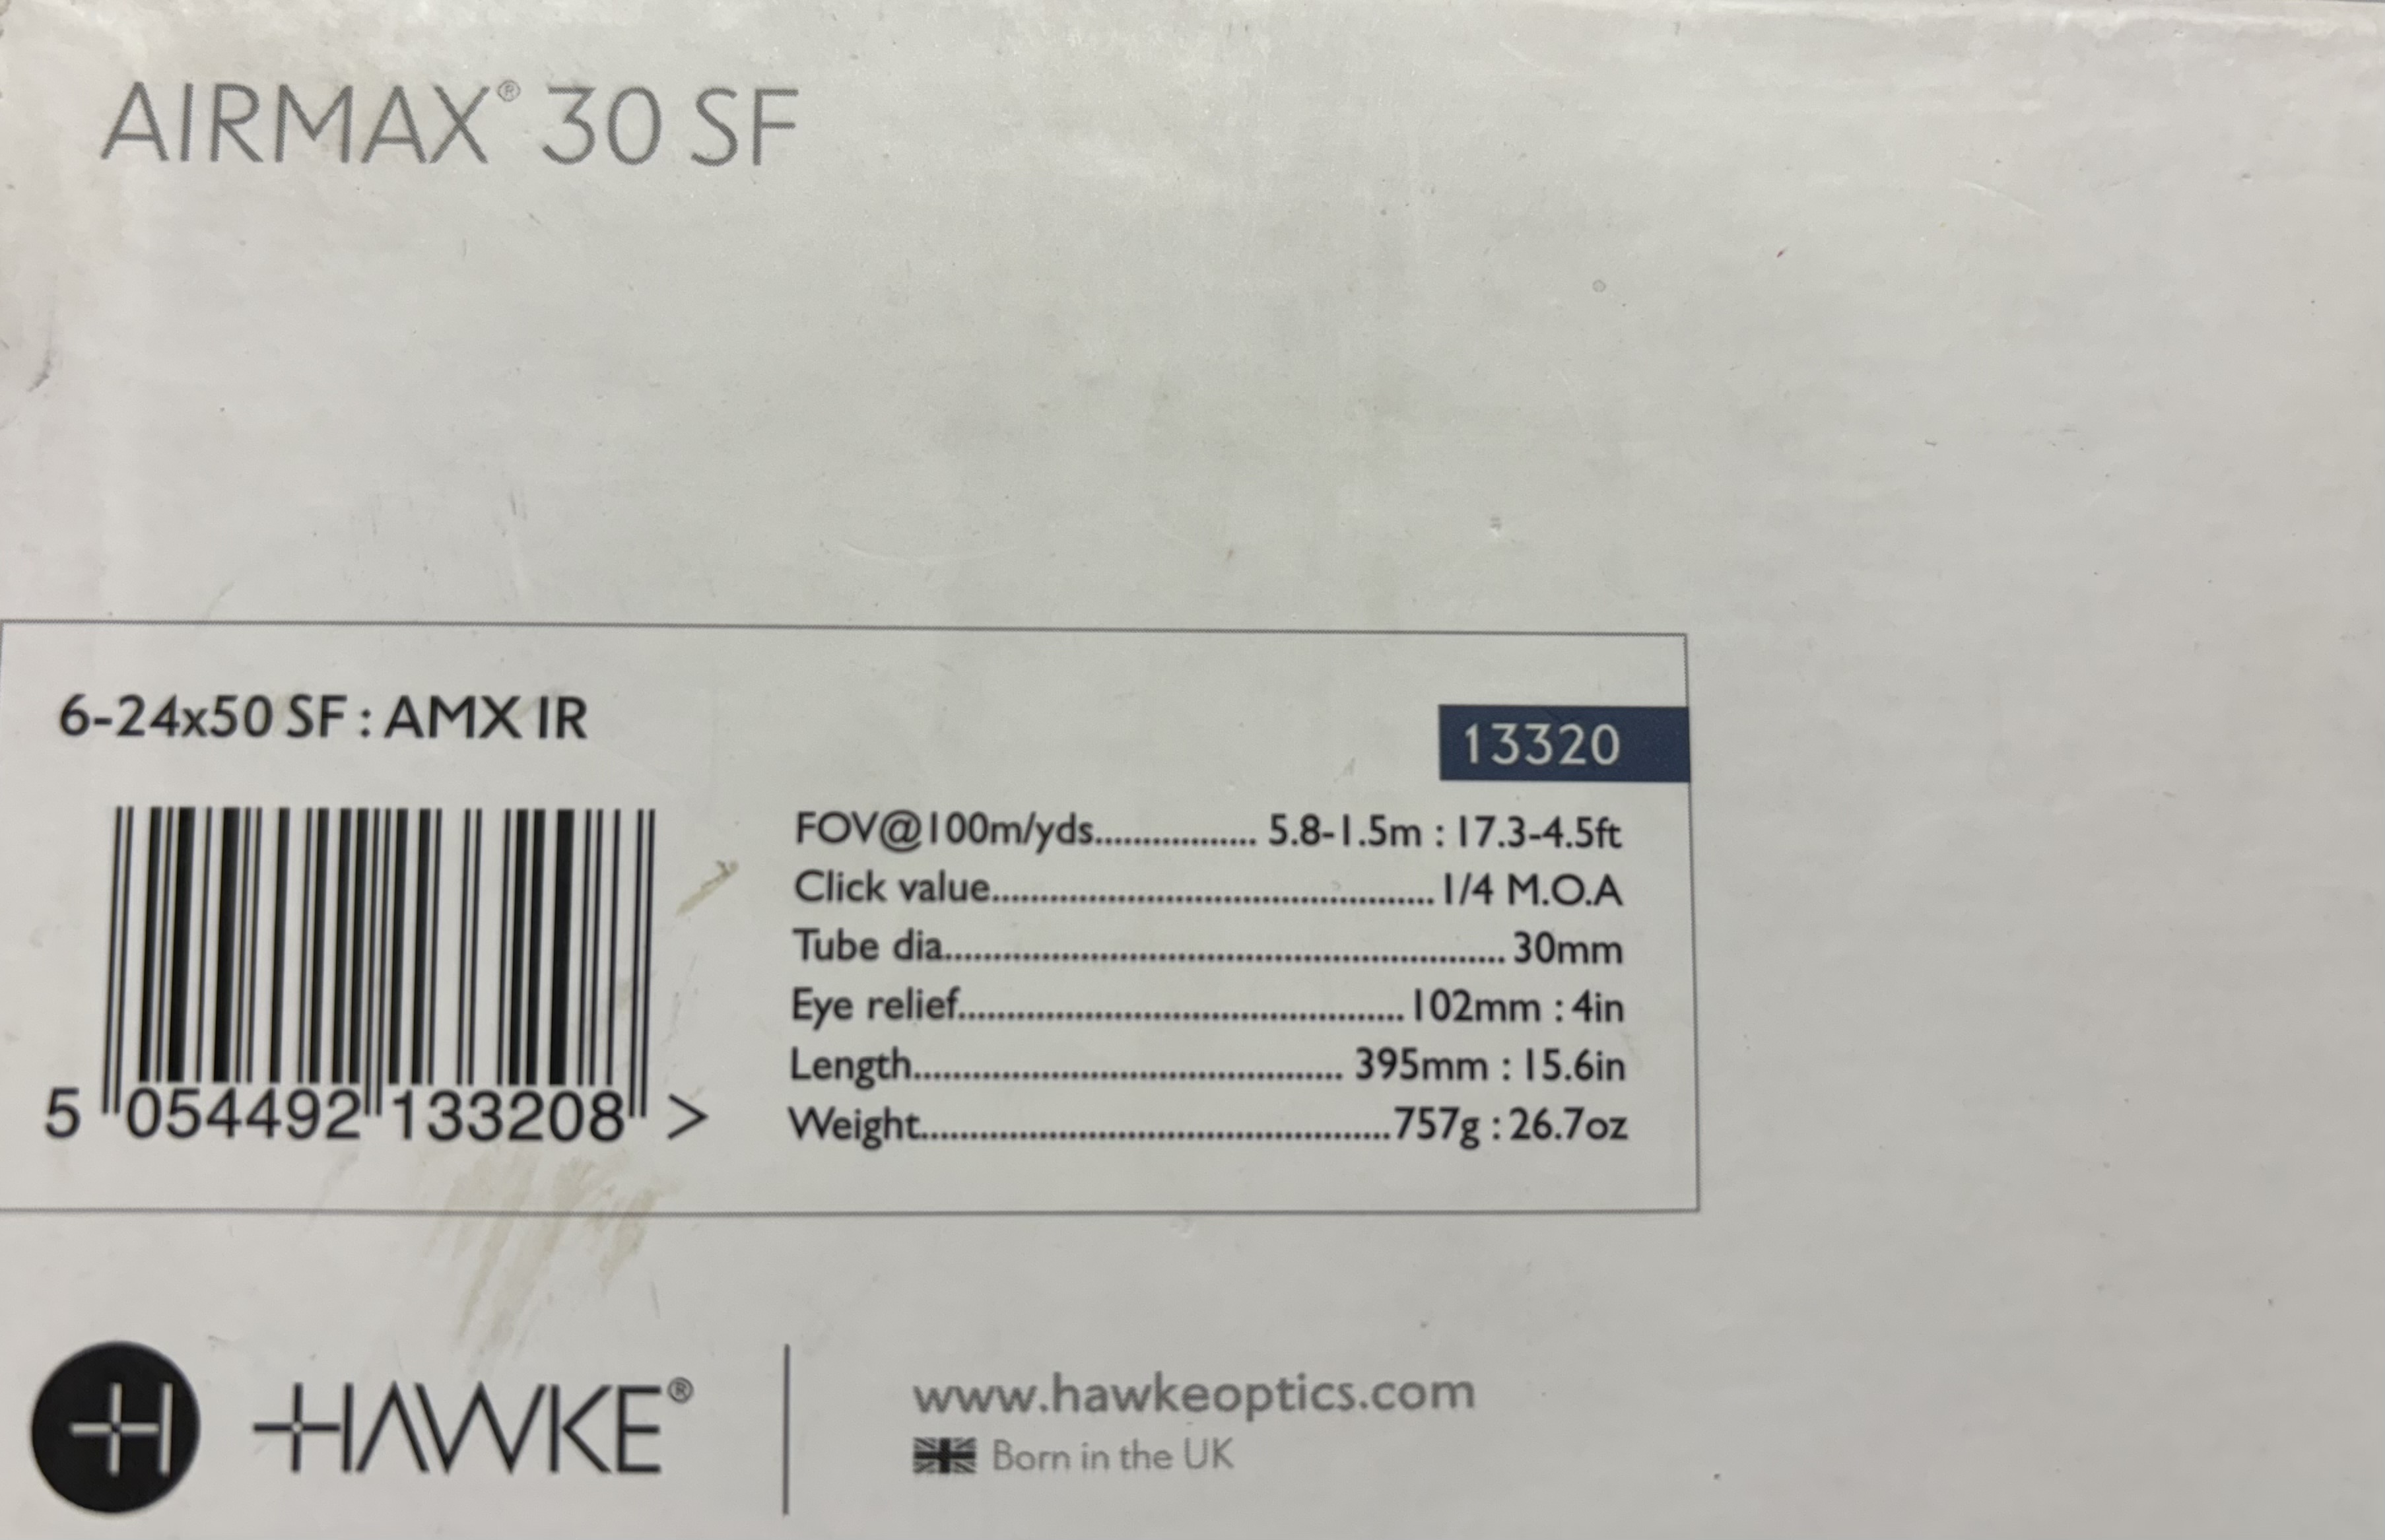 AIRMAX® 30 SF
6-24x50 SF : AMX IR
13320
FOV@100m/yds................. 5.8-1.5m : 17.3-4.5ft
Click value.............................................. 1/4 M.O.A
Tube dia.......................................................... 30mm
Eye relief.............................................. 102mm : 4in
Length............................................ 395mm : 15.6in
Weight................................................757g : 26.7oz
5 054492 133208 >
HAWKE®
www.hawkeoptics.com
Born in the UK